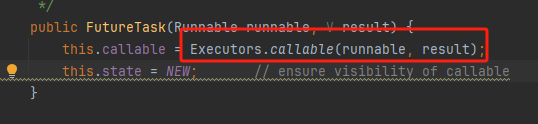 */
public FutureTask(Runnable runnable, V result) {
this.callable = Executors.callable(runnable, result);
this.state = NEW;       // ensure visibility of callable
}